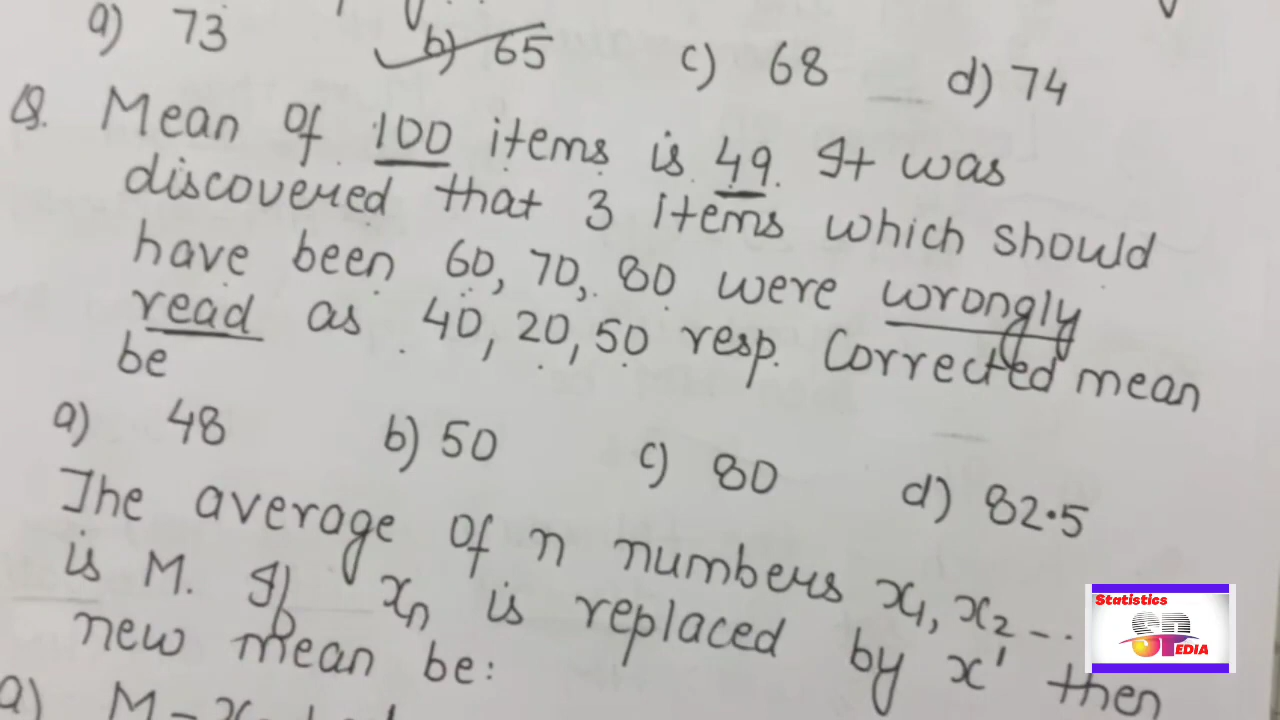 a) 73 b) 65 c) 68 d) 74
Q. Mean of 100 items is 49. It was
discovered that 3 items which should
have been 60, 70, 80 were wrongly
read as 40, 20, 50 resp. Corrected mean
be
a) 48 b) 50 c) 80 d) 82.5
The average of n numbers x1, x2 - - .
is M. If xn is replaced by x' then
new mean be:
a) M -
Statistics
EDIA